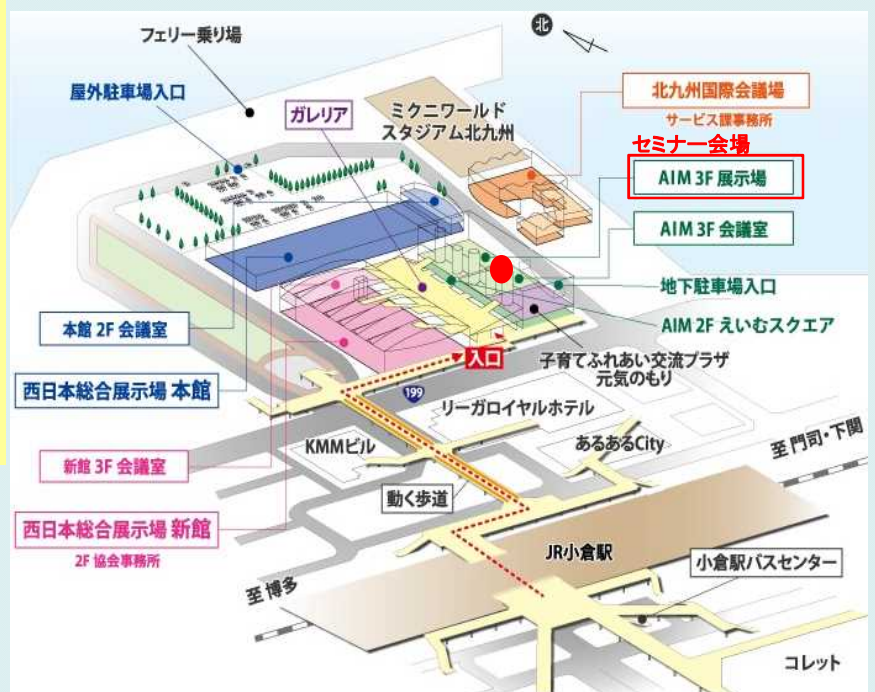 北
フェリー乗り場
屋外駐車場入口
ガレリア
ミクニワールド
スタジアム北九州
北九州国際会議場
サービス課事務所
セミナー会場
AIM 3F 展示場
AIM 3F 会議室
地下駐車場入口
AIM 2F えいむスクエア
本館 2F 会議室
入口
子育てふれあい交流プラザ
元気のもり
西日本総合展示場 本館
199
リーガロイヤルホテル
KMMビル
あるあるCity
至 門司・下関
新館 3F 会議室
動く歩道
西日本総合展示場 新館
2F 協会事務所
JR小倉駅
小倉駅バスセンター
至 博多
コレット